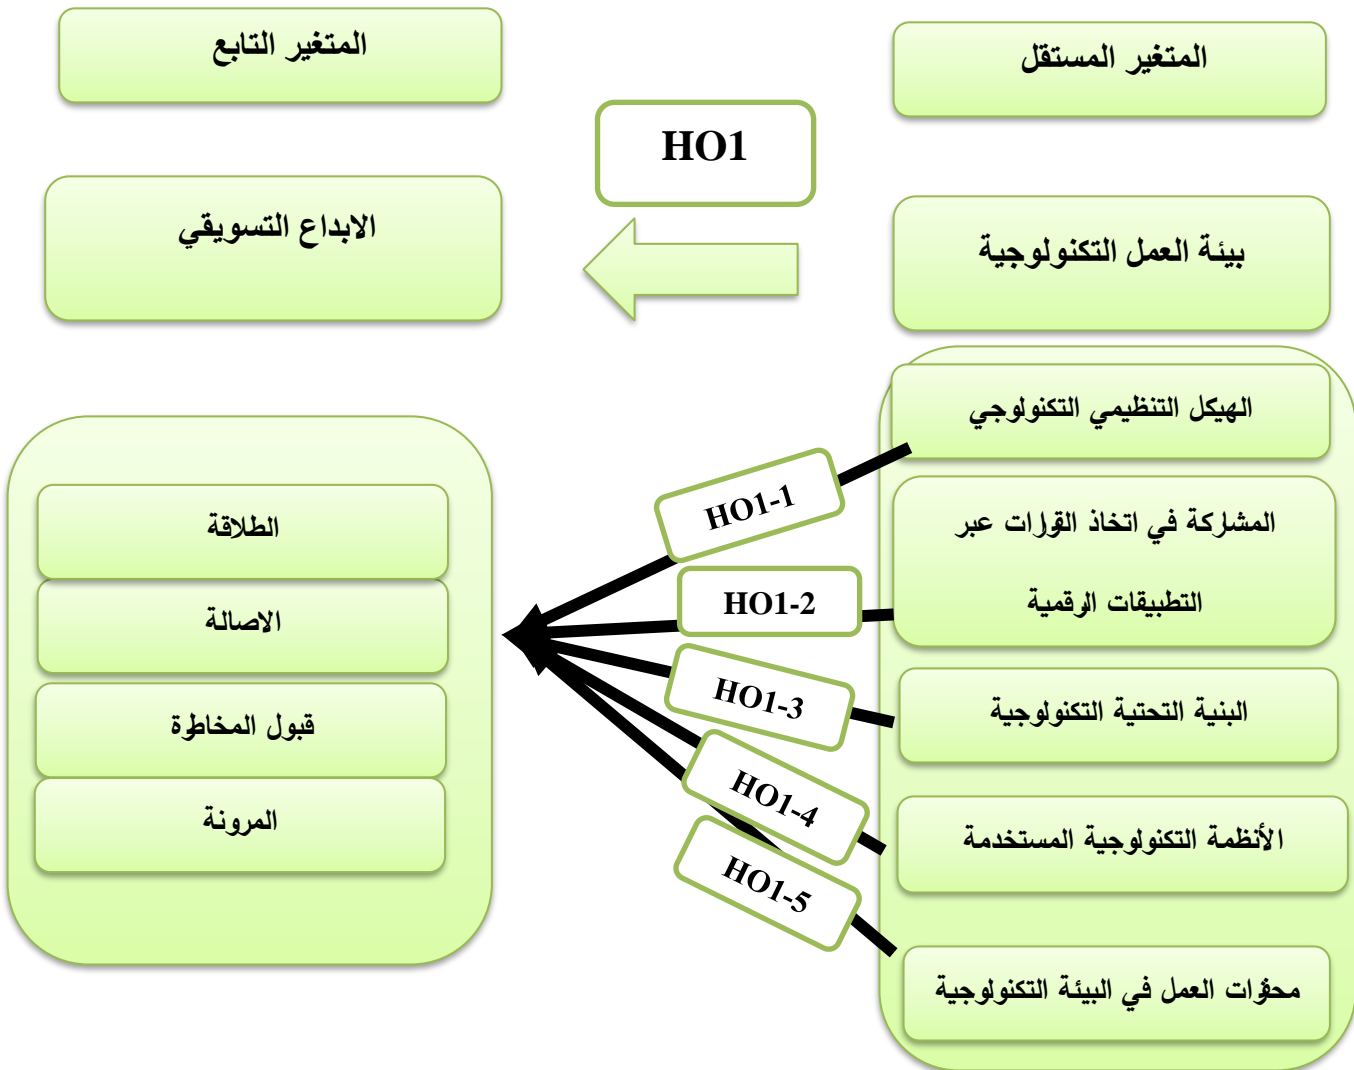 المتغير المستقل
المتغير التابع
HO1
بيئة العمل التكنولوجية
الابداع التسويقي
الهيكل التنظيمي التكنولوجي
المشاركة في اتخاذ القرارات عبر
التطبيقات الرقمية
البنية التحتية التكنولوجية
الأنظمة التكنولوجية المستخدمة
محفزات العمل في البيئة التكنولوجية
HO1-1
HO1-2
HO1-3
HO1-4
HO1-5
الطلاقة
الاصالة
قبول المخاطرة
المرونة